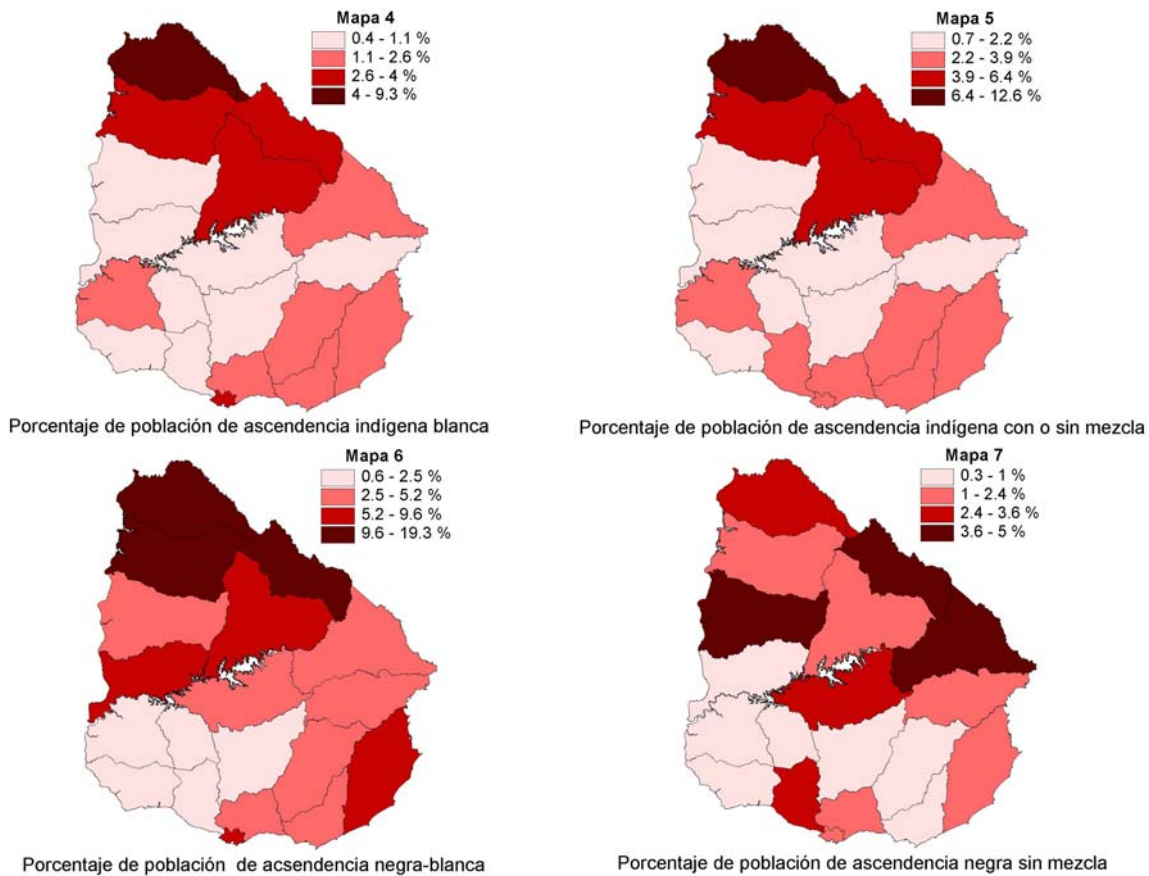 Mapa 4
0.4 - 1.1 %
1.1 - 2.6 %
2.6 - 4 %
4 - 9.3 %
Porcentaje de población de ascendencia indígena blanca
Mapa 5
0.7 - 2.2 %
2.2 - 3.9 %
3.9 - 6.4 %
6.4 - 12.6 %
Porcentaje de población de ascendencia indígena con o sin mezcla
Mapa 6
0.6 - 2.5 %
2.5 - 5.2 %
5.2 - 9.6 %
9.6 - 19.3 %
Porcentaje de población de acsendencia negra-blanca
Mapa 7
0.3 - 1 %
1 - 2.4 %
2.4 - 3.6 %
3.6 - 5 %
Porcentaje de población de ascendencia negra sin mezcla